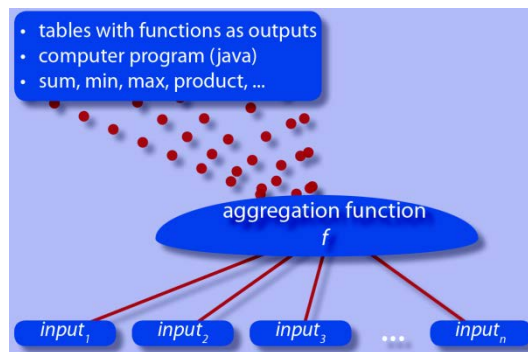 • tables with functions as outputs
• computer program (java)
• sum, min, max, product, ...
aggregation function
f
input₁ input₂ input₃ ... inputₙ